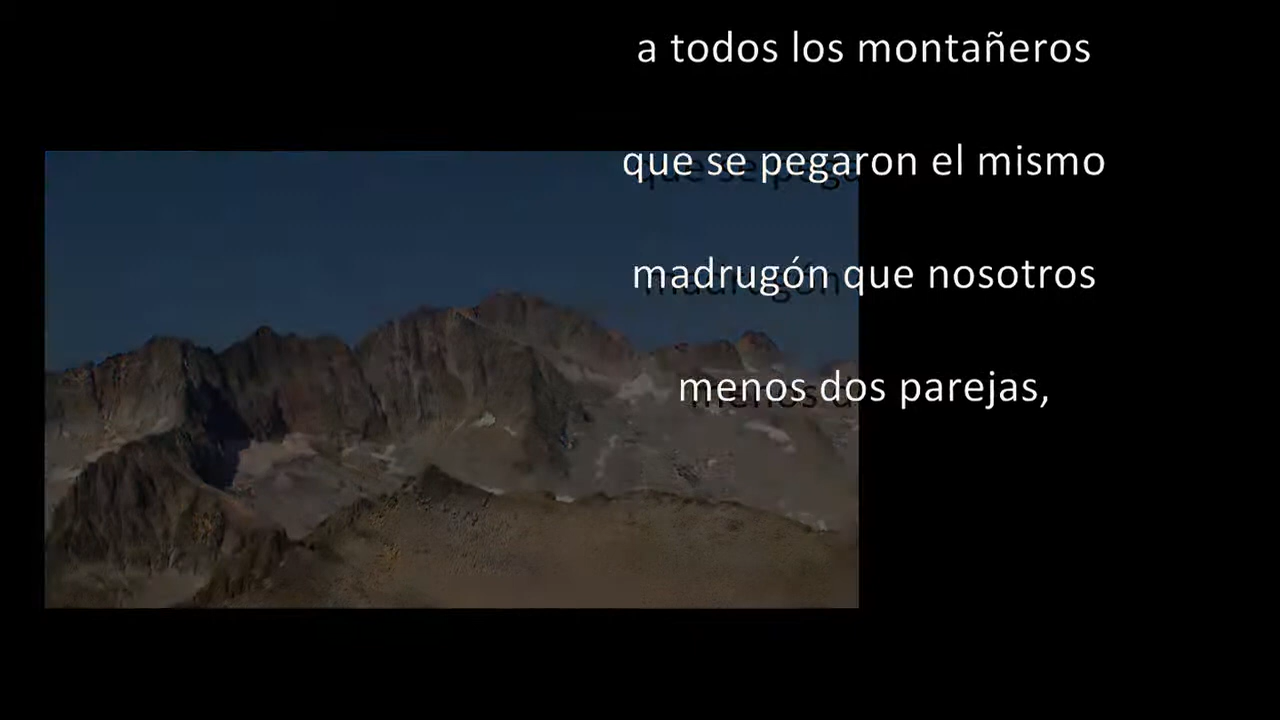 a todos los montañeros
que se pegaron el mismo
madrugón que nosotros
menos dos parejas,